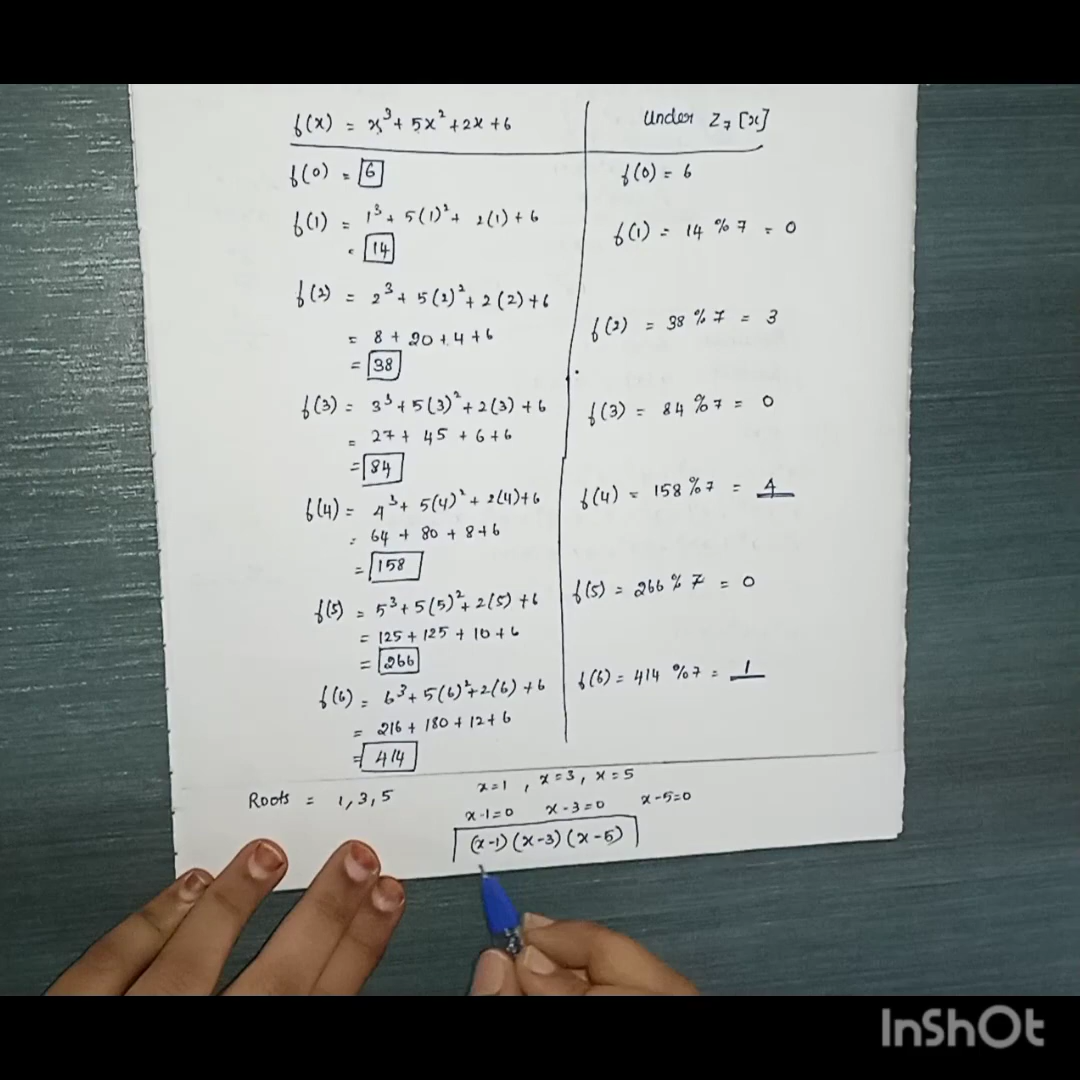 f(x) = x³ + 5x² + 2x + 6
f(0) = 6
f(1) = 1³ + 5(1)² + 2(1) + 6
= 14
f(2) = 2³ + 5(2)² + 2(2) + 6
= 8 + 20 + 4 + 6
= 38
f(3) = 3³ + 5(3)² + 2(3) + 6
= 27 + 45 + 6 + 6
= 84
f(4) = 4³ + 5(4)² + 2(4) + 6
= 64 + 80 + 8 + 6
= 158
f(5) = 5³ + 5(5)² + 2(5) + 6
= 125 + 125 + 10 + 6
= 266
f(6) = 6³ + 5(6)² + 2(6) + 6
= 216 + 180 + 12 + 6
= 414
Under Z₇[x]
f(0) = 6
f(1) = 14 % 7 = 0
f(2) = 38 % 7 = 3
f(3) = 84 % 7 = 0
f(4) = 158 % 7 = 4
f(5) = 266 % 7 = 0
f(6) = 414 % 7 = 1
Roots = 1, 3, 5
x = 1, x = 3, x = 5
x - 1 = 0 x - 3 = 0 x - 5 = 0
(x - 1) (x - 3) (x - 5)
InShOt